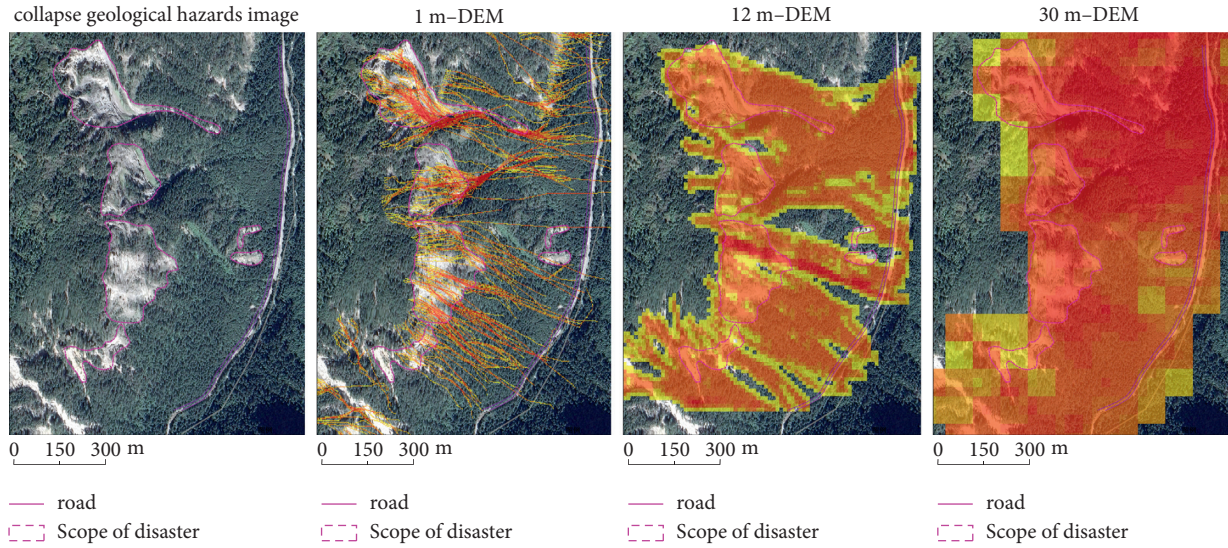 collapse geological hazards image
1 m–DEM
12 m–DEM
30 m–DEM
0 150 300 m
0 150 300 m
0 150 300 m
0 150 300 m
road
road
road
road
Scope of disaster
Scope of disaster
Scope of disaster
Scope of disaster